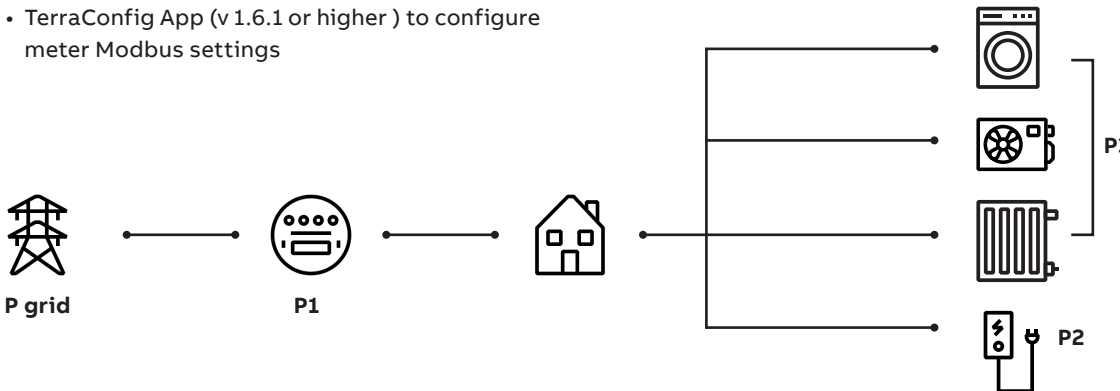 • TerraConfig App (v 1.6.1 or higher ) to configure
meter Modbus settings
P grid
P1
P2